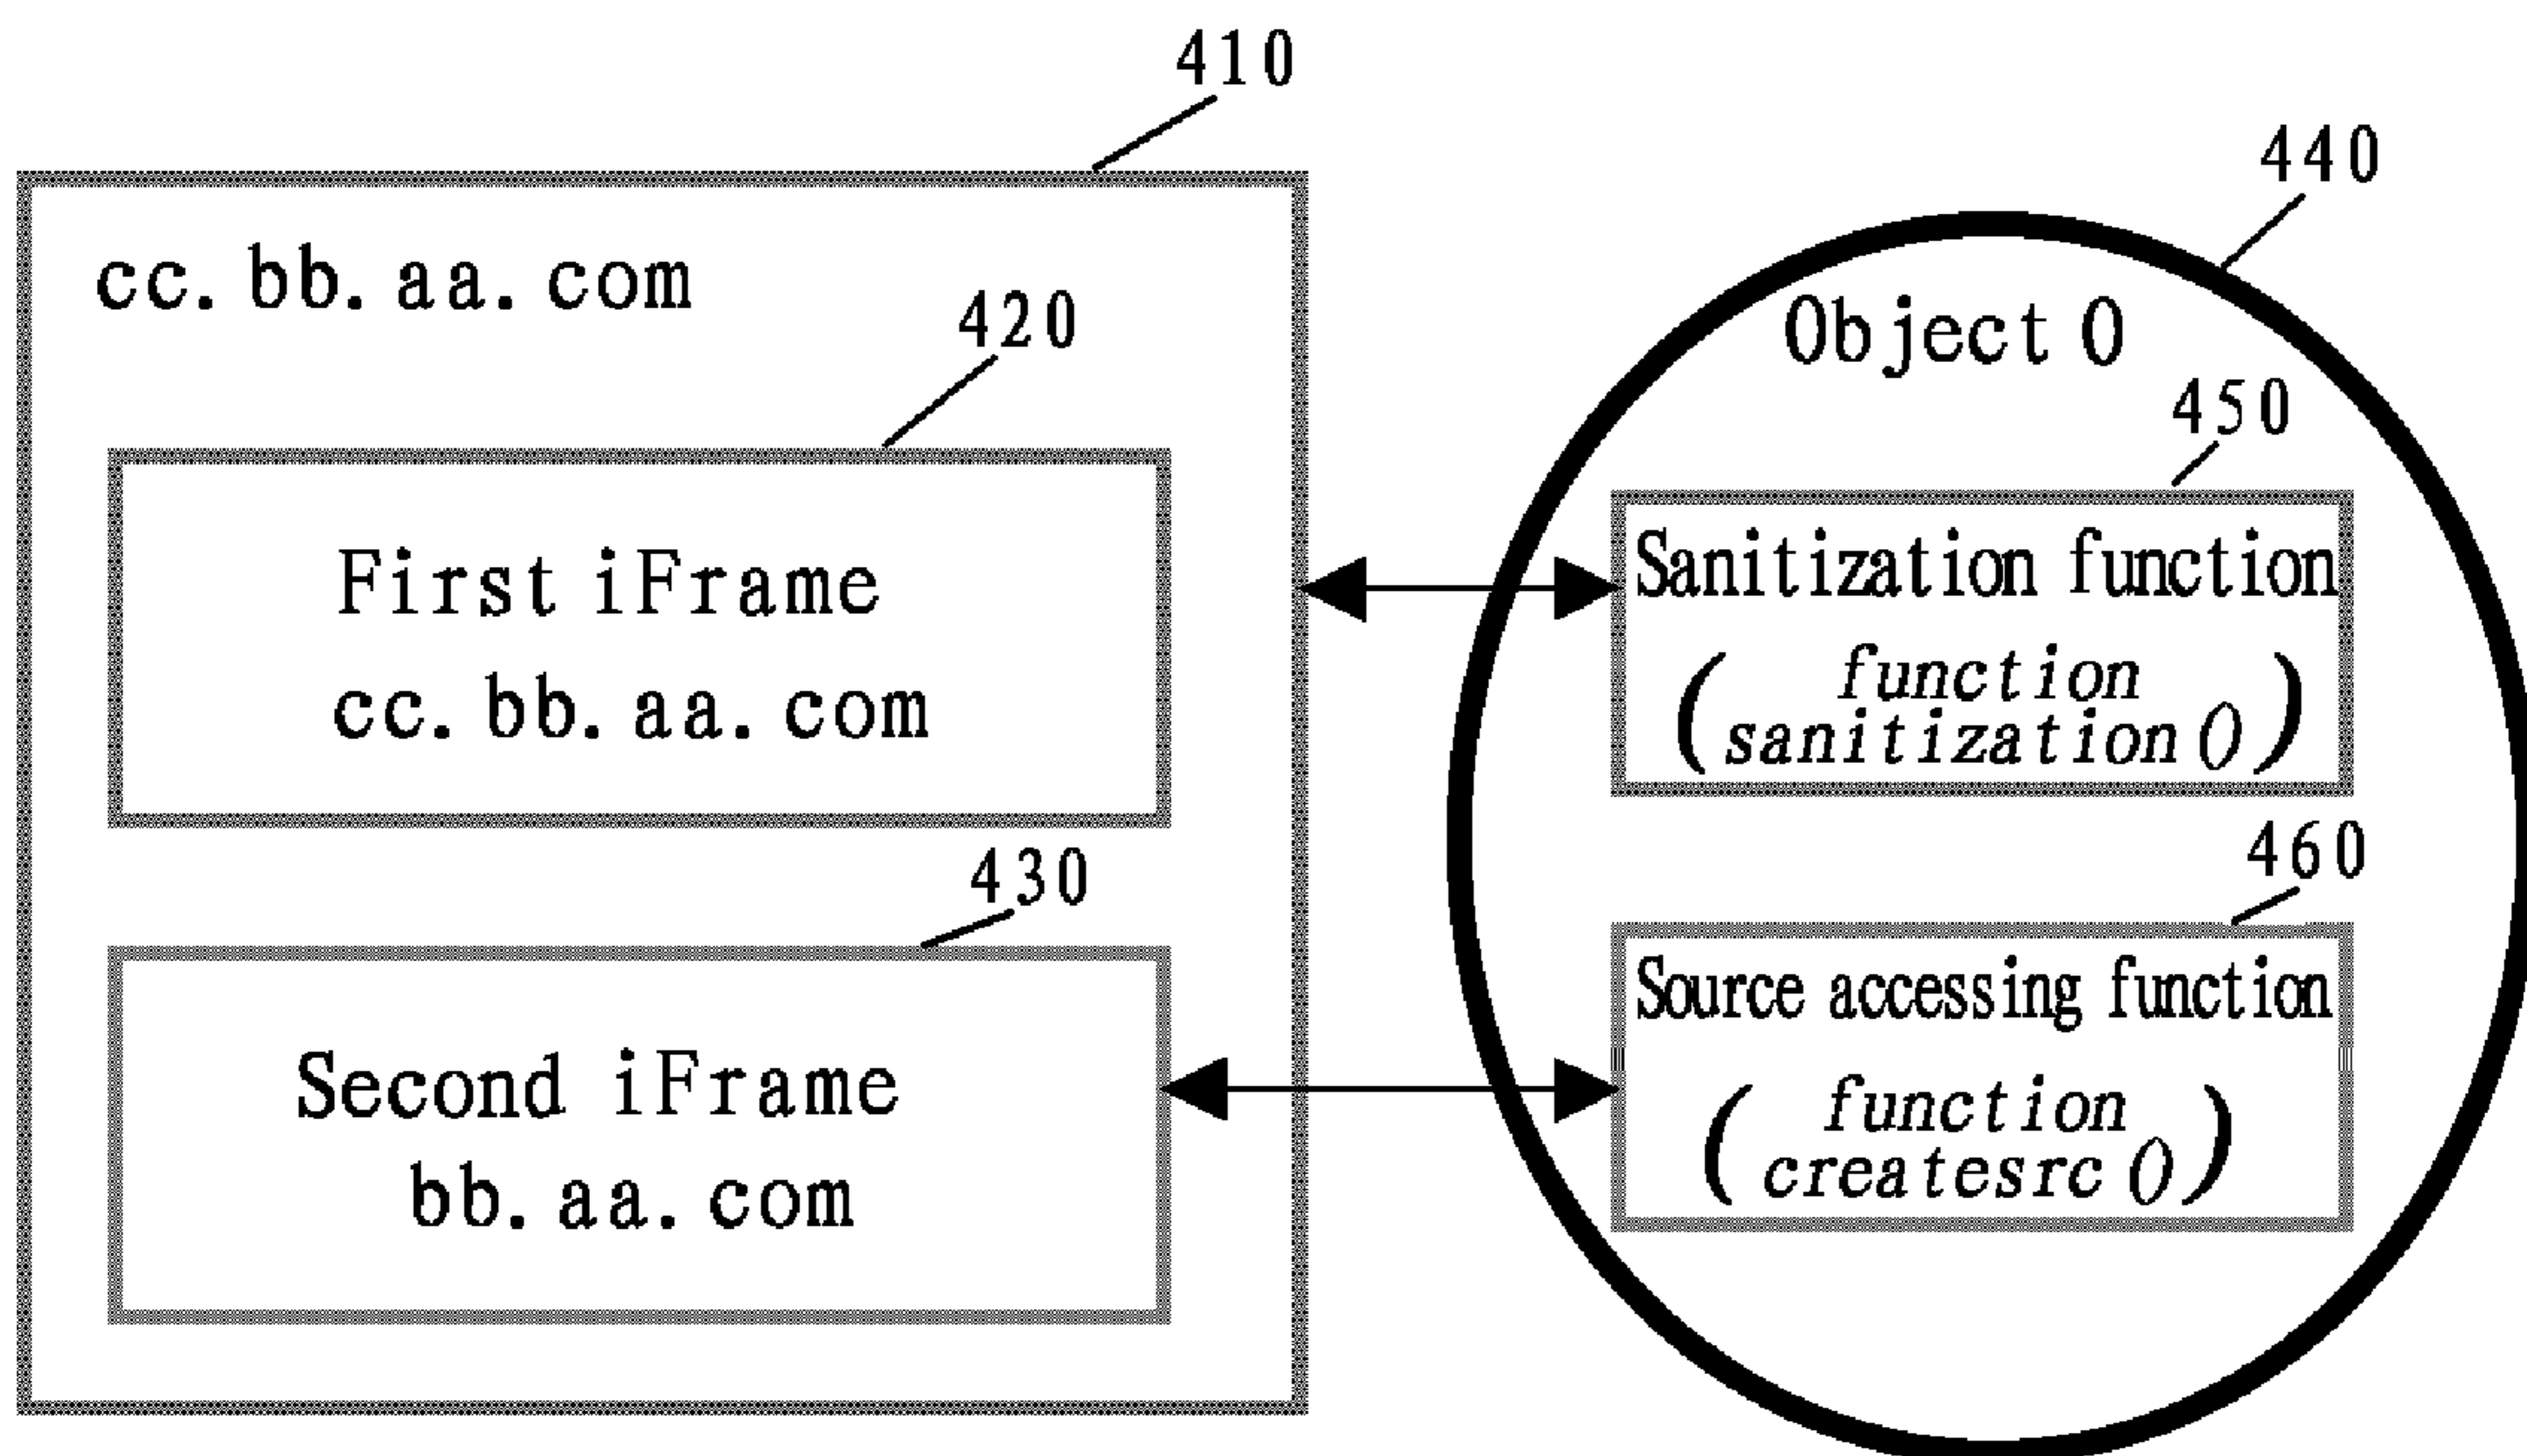 410
440
cc.bb.aa.com
420
Object O
450
First iFrame
cc.bb.aa.com
Sanitization function
( function
sanitization() )
430
460
Second iFrame
bb.aa.com
Source accessing function
( function
createsrc() )